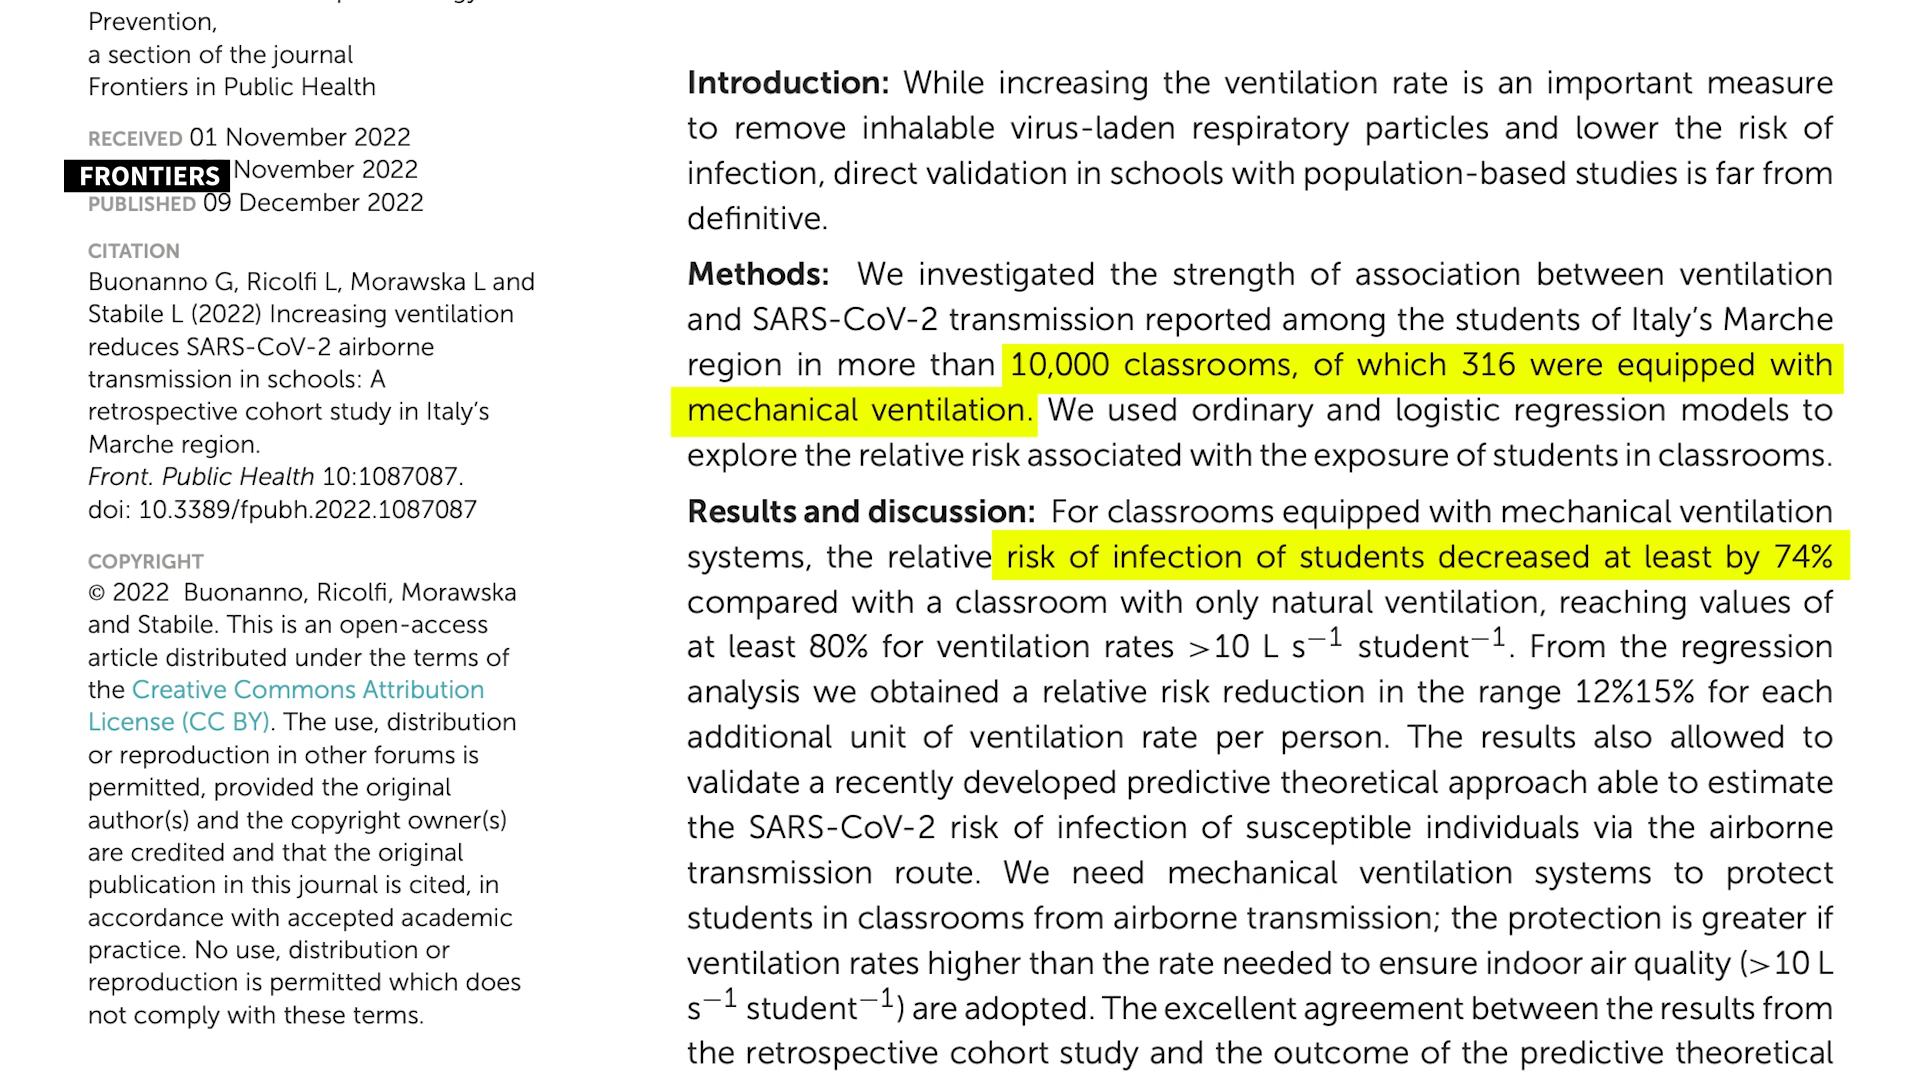 Prevention,
a section of the journal
Frontiers in Public Health
RECEIVED 01 November 2022
FRONTIERS November 2022
PUBLISHED 09 December 2022
CITATION
Buonanno G, Ricolfi L, Morawska L and
Stabile L (2022) Increasing ventilation
reduces SARS-CoV-2 airborne
transmission in schools: A
retrospective cohort study in Italy’s
Marche region.
Front. Public Health 10:1087087.
doi: 10.3389/fpubh.2022.1087087
COPYRIGHT
© 2022 Buonanno, Ricolfi, Morawska
and Stabile. This is an open-access
article distributed under the terms of
the Creative Commons Attribution
License (CC BY). The use, distribution
or reproduction in other forums is
permitted, provided the original
author(s) and the copyright owner(s)
are credited and that the original
publication in this journal is cited, in
accordance with accepted academic
practice. No use, distribution or
reproduction is permitted which does
not comply with these terms.
Introduction: While increasing the ventilation rate is an important measure
to remove inhalable virus-laden respiratory particles and lower the risk of
infection, direct validation in schools with population-based studies is far from
definitive.
Methods: We investigated the strength of association between ventilation
and SARS-CoV-2 transmission reported among the students of Italy’s Marche
region in more than 10,000 classrooms, of which 316 were equipped with
mechanical ventilation. We used ordinary and logistic regression models to
explore the relative risk associated with the exposure of students in classrooms.
Results and discussion: For classrooms equipped with mechanical ventilation
systems, the relative risk of infection of students decreased at least by 74%
compared with a classroom with only natural ventilation, reaching values of
at least 80% for ventilation rates >10 L s⁻¹ student⁻¹. From the regression
analysis we obtained a relative risk reduction in the range 12%15% for each
additional unit of ventilation rate per person. The results also allowed to
validate a recently developed predictive theoretical approach able to estimate
the SARS-CoV-2 risk of infection of susceptible individuals via the airborne
transmission route. We need mechanical ventilation systems to protect
students in classrooms from airborne transmission; the protection is greater if
ventilation rates higher than the rate needed to ensure indoor air quality (>10 L
s⁻¹ student⁻¹) are adopted. The excellent agreement between the results from
the retrospective cohort study and the outcome of the predictive theoretical